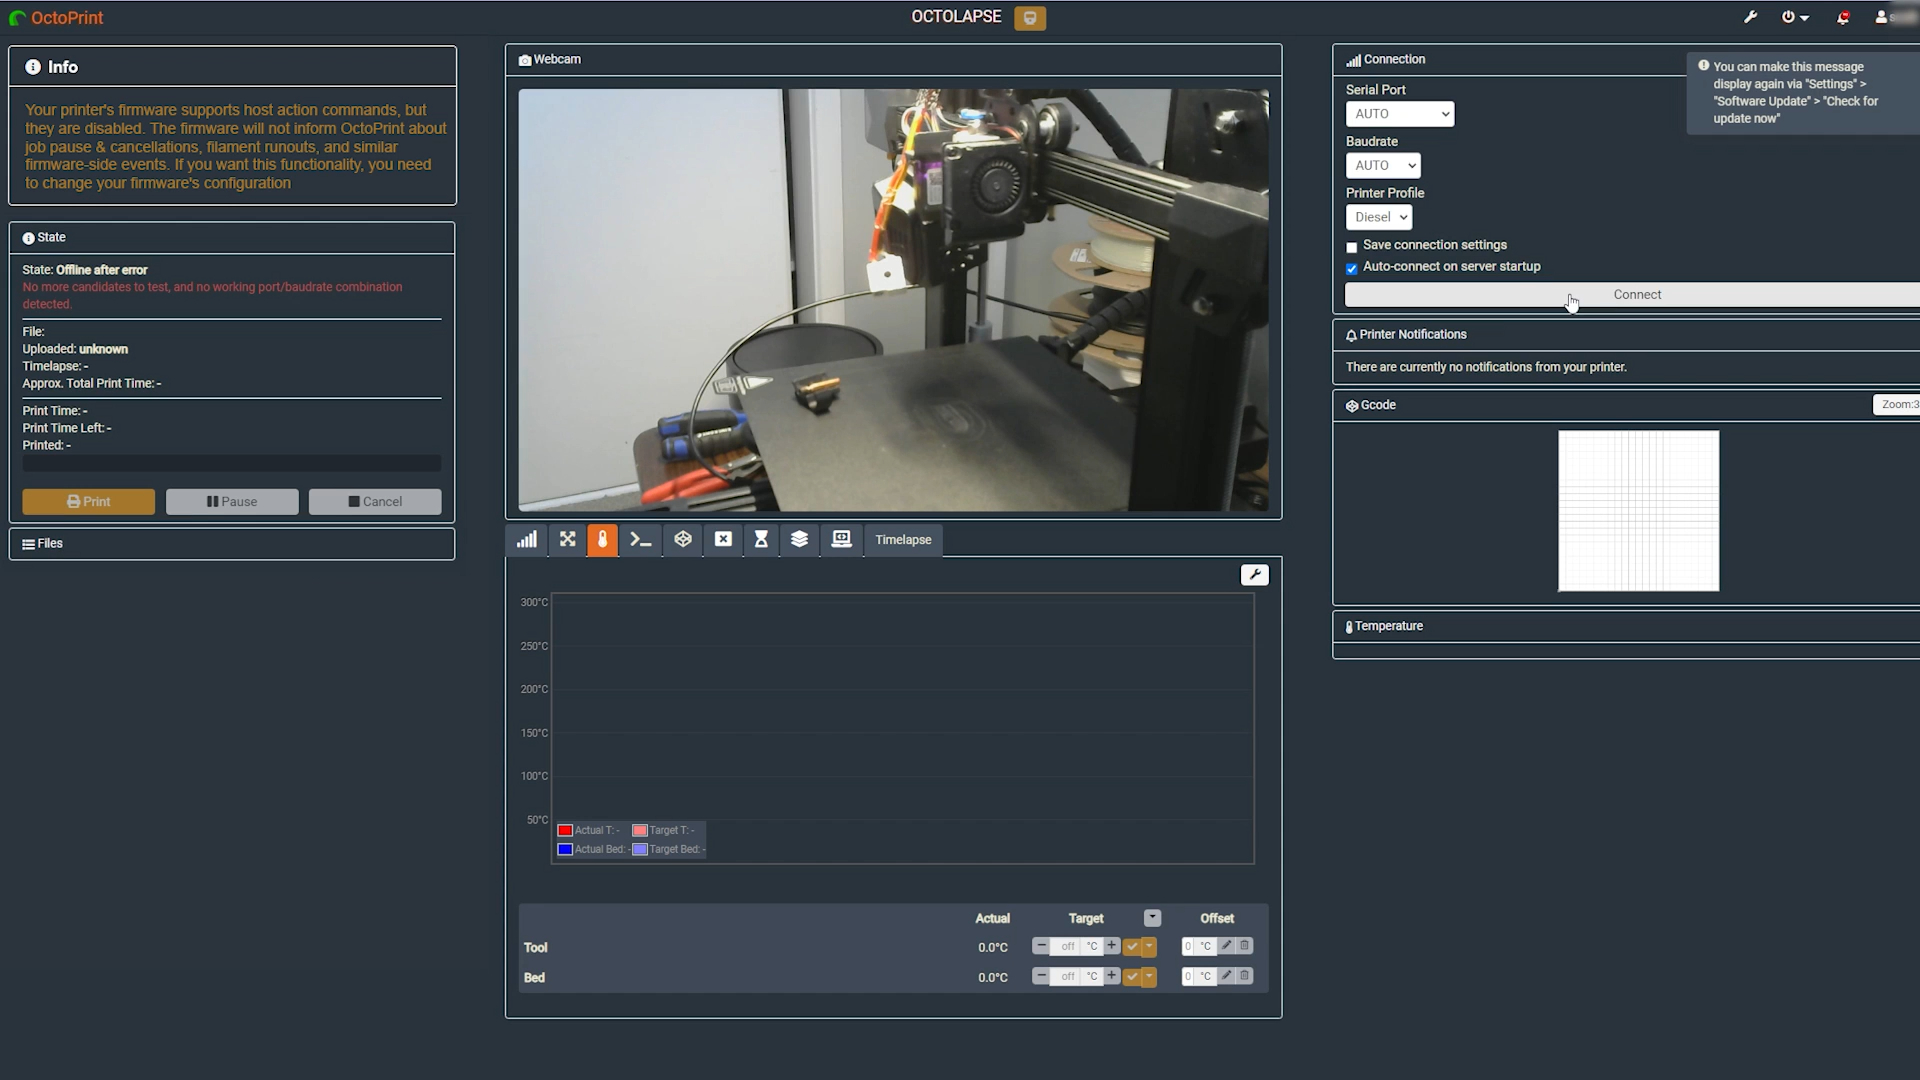 OctoPrint
OCTOLAPSE
Info
Your printer's firmware supports host action commands, but
they are disabled. The firmware will not inform OctoPrint about
job pause & cancellations, filament runouts, and similar
firmware-side events. If you want this functionality, you need
to change your firmware's configuration
State
State: Offline after error
No more candidates to test, and no working port/baudrate combination
detected.
File:
Uploaded: unknown
Timelapse: -
Approx. Total Print Time: -
Print Time: -
Print Time Left: -
Printed: -
Print
Pause
Cancel
Files
Webcam
Timelapse
300°C
250°C
200°C
150°C
100°C
50°C
Actual T: - Target T: -
Actual Bed: - Target Bed: -
Actual Target Offset
Tool 0.0°C − off °C + 0 °C
Bed 0.0°C − off °C + 0 °C
Connection
You can make this message
display again via "Settings" >
"Software Update" > "Check for
update now"
Serial Port
AUTO
Baudrate
AUTO
Printer Profile
Diesel
Save connection settings
Auto-connect on server startup
Connect
Printer Notifications
There are currently no notifications from your printer.
Gcode
Zoom:3
Temperature